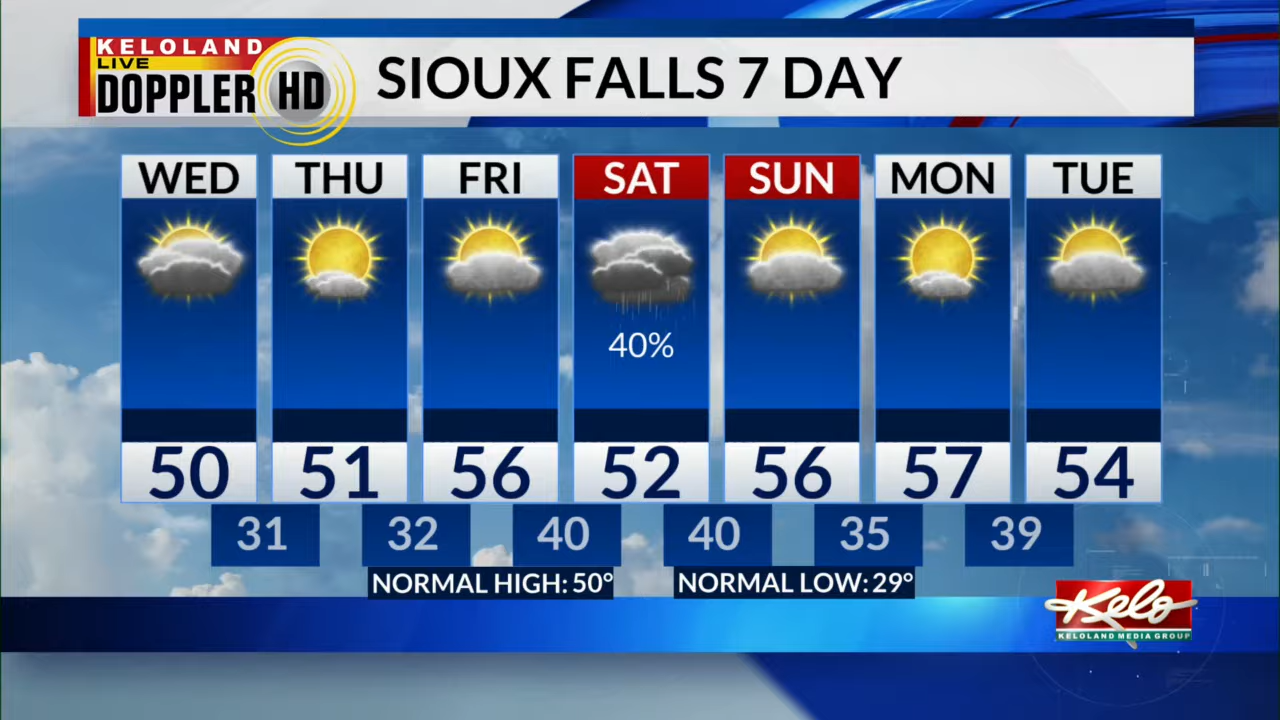 KELOLAND
LIVE
DOPPLER HD
SIOUX FALLS 7 DAY
WED THU FRI SAT SUN MON TUE
40%
50 51 56 52 56 57 54
31 32 40 40 35 39
NORMAL HIGH: 50° NORMAL LOW: 29°
Kelo
KELOLAND MEDIA GROUP